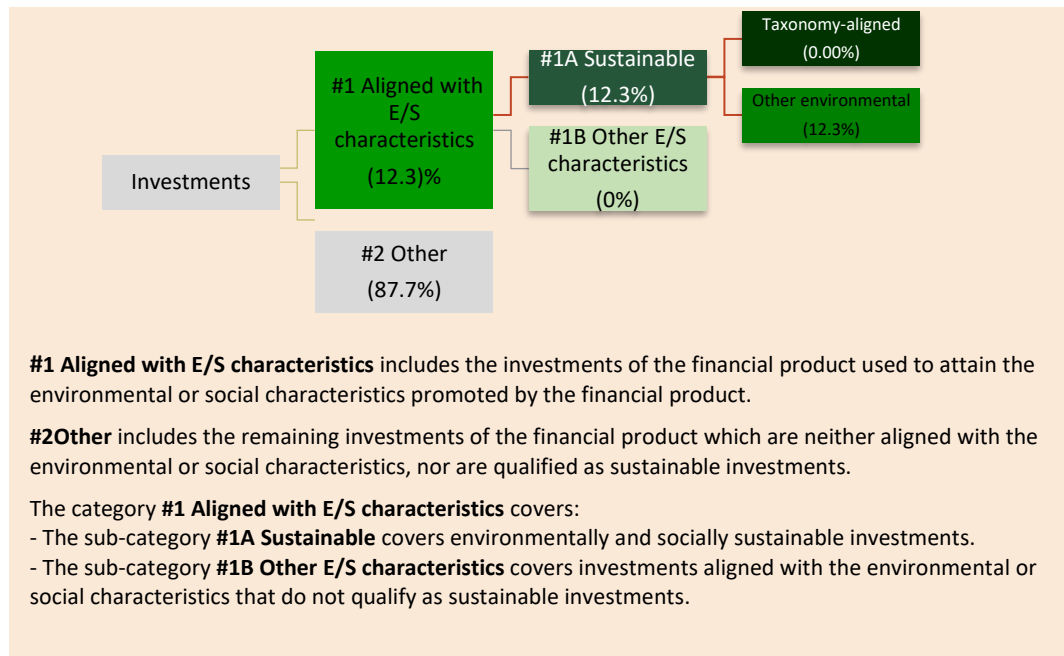 Taxonomy-aligned
(0.00%)
#1A Sustainable
(12.3%)
#1 Aligned with
E/S
characteristics
(12.3)%
Other environmental
(12.3%)
#1B Other E/S
characteristics
(0%)
Investments
#2 Other
(87.7%)
#1 Aligned with E/S characteristics includes the investments of the financial product used to attain the
environmental or social characteristics promoted by the financial product.
#2Other includes the remaining investments of the financial product which are neither aligned with the
environmental or social characteristics, nor are qualified as sustainable investments.
The category #1 Aligned with E/S characteristics covers:
- The sub-category #1A Sustainable covers environmentally and socially sustainable investments.
- The sub-category #1B Other E/S characteristics covers investments aligned with the environmental or
social characteristics that do not qualify as sustainable investments.